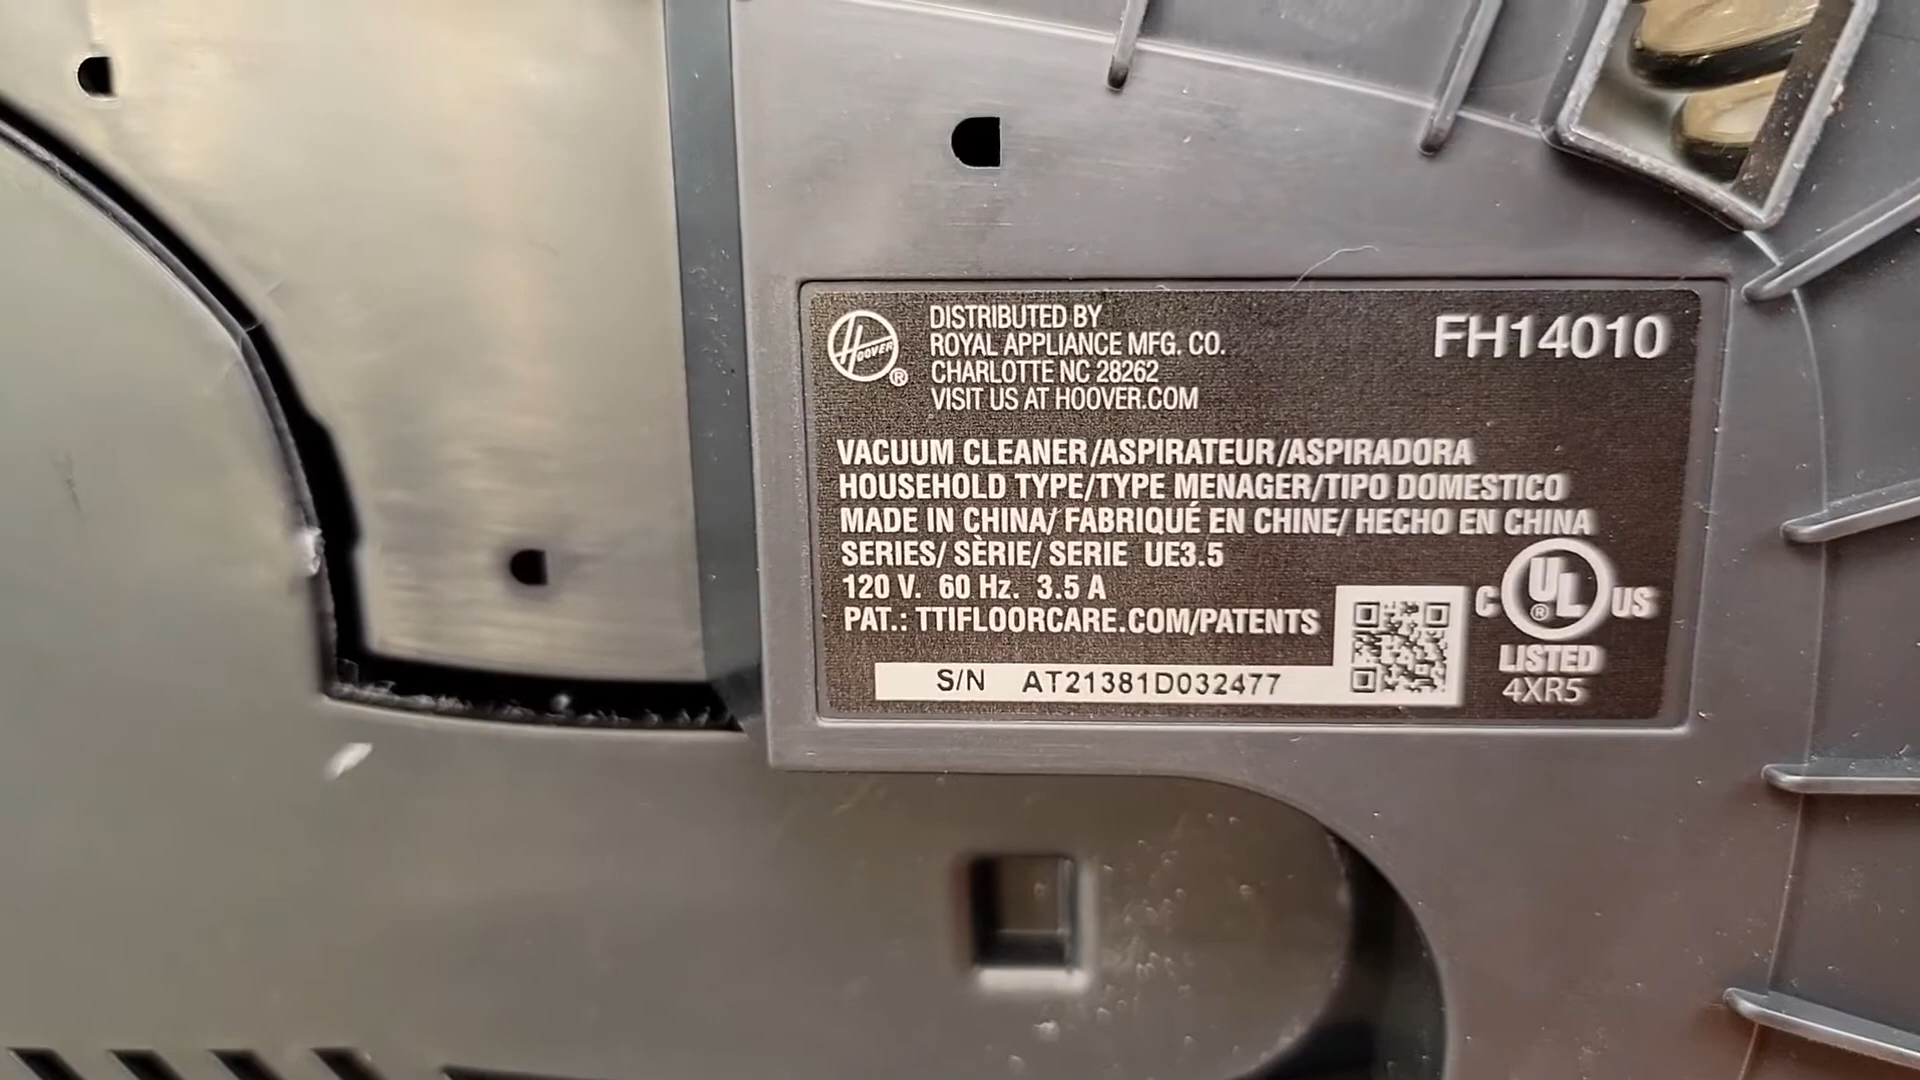 HOOVER
®
DISTRIBUTED BY
ROYAL APPLIANCE MFG. CO.
CHARLOTTE NC 28262
VISIT US AT HOOVER.COM
FH14010
VACUUM CLEANER/ASPIRATEUR/ASPIRADORA
HOUSEHOLD TYPE/TYPE MENAGER/TIPO DOMESTICO
MADE IN CHINA/ FABRIQUÉ EN CHINE/ HECHO EN CHINA
SERIES/ SÈRIE/ SERIE UE3.5
120 V. 60 Hz. 3.5 A
PAT.: TTIFLOORCARE.COM/PATENTS
S/N AT21381D032477
C UL® US
LISTED
4XR5